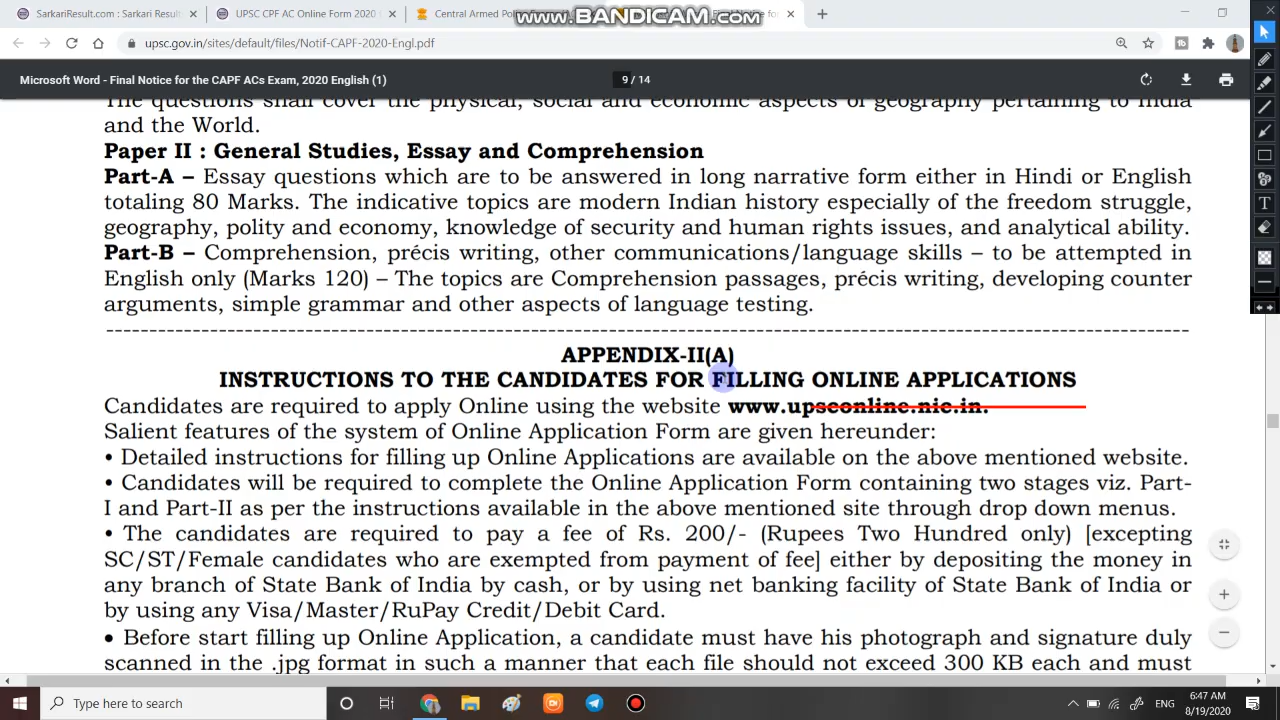 SarkariResult.com : Sarkari Result
UPSC CPF AC Online Form 2020
Central Armed
www.BANDICAM.com
upsc.gov.in/sites/default/files/Notif-CAPF-2020-Engl.pdf
Microsoft Word - Final Notice for the CAPF ACs Exam, 2020 English (1)
9 / 14
The questions shall cover the physical, social and economic aspects of geography pertaining to India
and the World.
Paper II : General Studies, Essay and Comprehension
Part-A – Essay questions which are to be answered in long narrative form either in Hindi or English
totaling 80 Marks. The indicative topics are modern Indian history especially of the freedom struggle,
geography, polity and economy, knowledge of security and human rights issues, and analytical ability.
Part-B – Comprehension, précis writing, other communications/language skills – to be attempted in
English only (Marks 120) – The topics are Comprehension passages, précis writing, developing counter
arguments, simple grammar and other aspects of language testing.
APPENDIX-II(A)
INSTRUCTIONS TO THE CANDIDATES FOR FILLING ONLINE APPLICATIONS
Candidates are required to apply Online using the website www.upsconline.nic.in.
Salient features of the system of Online Application Form are given hereunder:
• Detailed instructions for filling up Online Applications are available on the above mentioned website.
• Candidates will be required to complete the Online Application Form containing two stages viz. Part-
I and Part-II as per the instructions available in the above mentioned site through drop down menus.
• The candidates are required to pay a fee of Rs. 200/- (Rupees Two Hundred only) [excepting
SC/ST/Female candidates who are exempted from payment of fee] either by depositing the money in
any branch of State Bank of India by cash, or by using net banking facility of State Bank of India or
by using any Visa/Master/RuPay Credit/Debit Card.
• Before start filling up Online Application, a candidate must have his photograph and signature duly
scanned in the .jpg format in such a manner that each file should not exceed 300 KB each and must
Type here to search
ENG
6:47 AM
8/19/2020